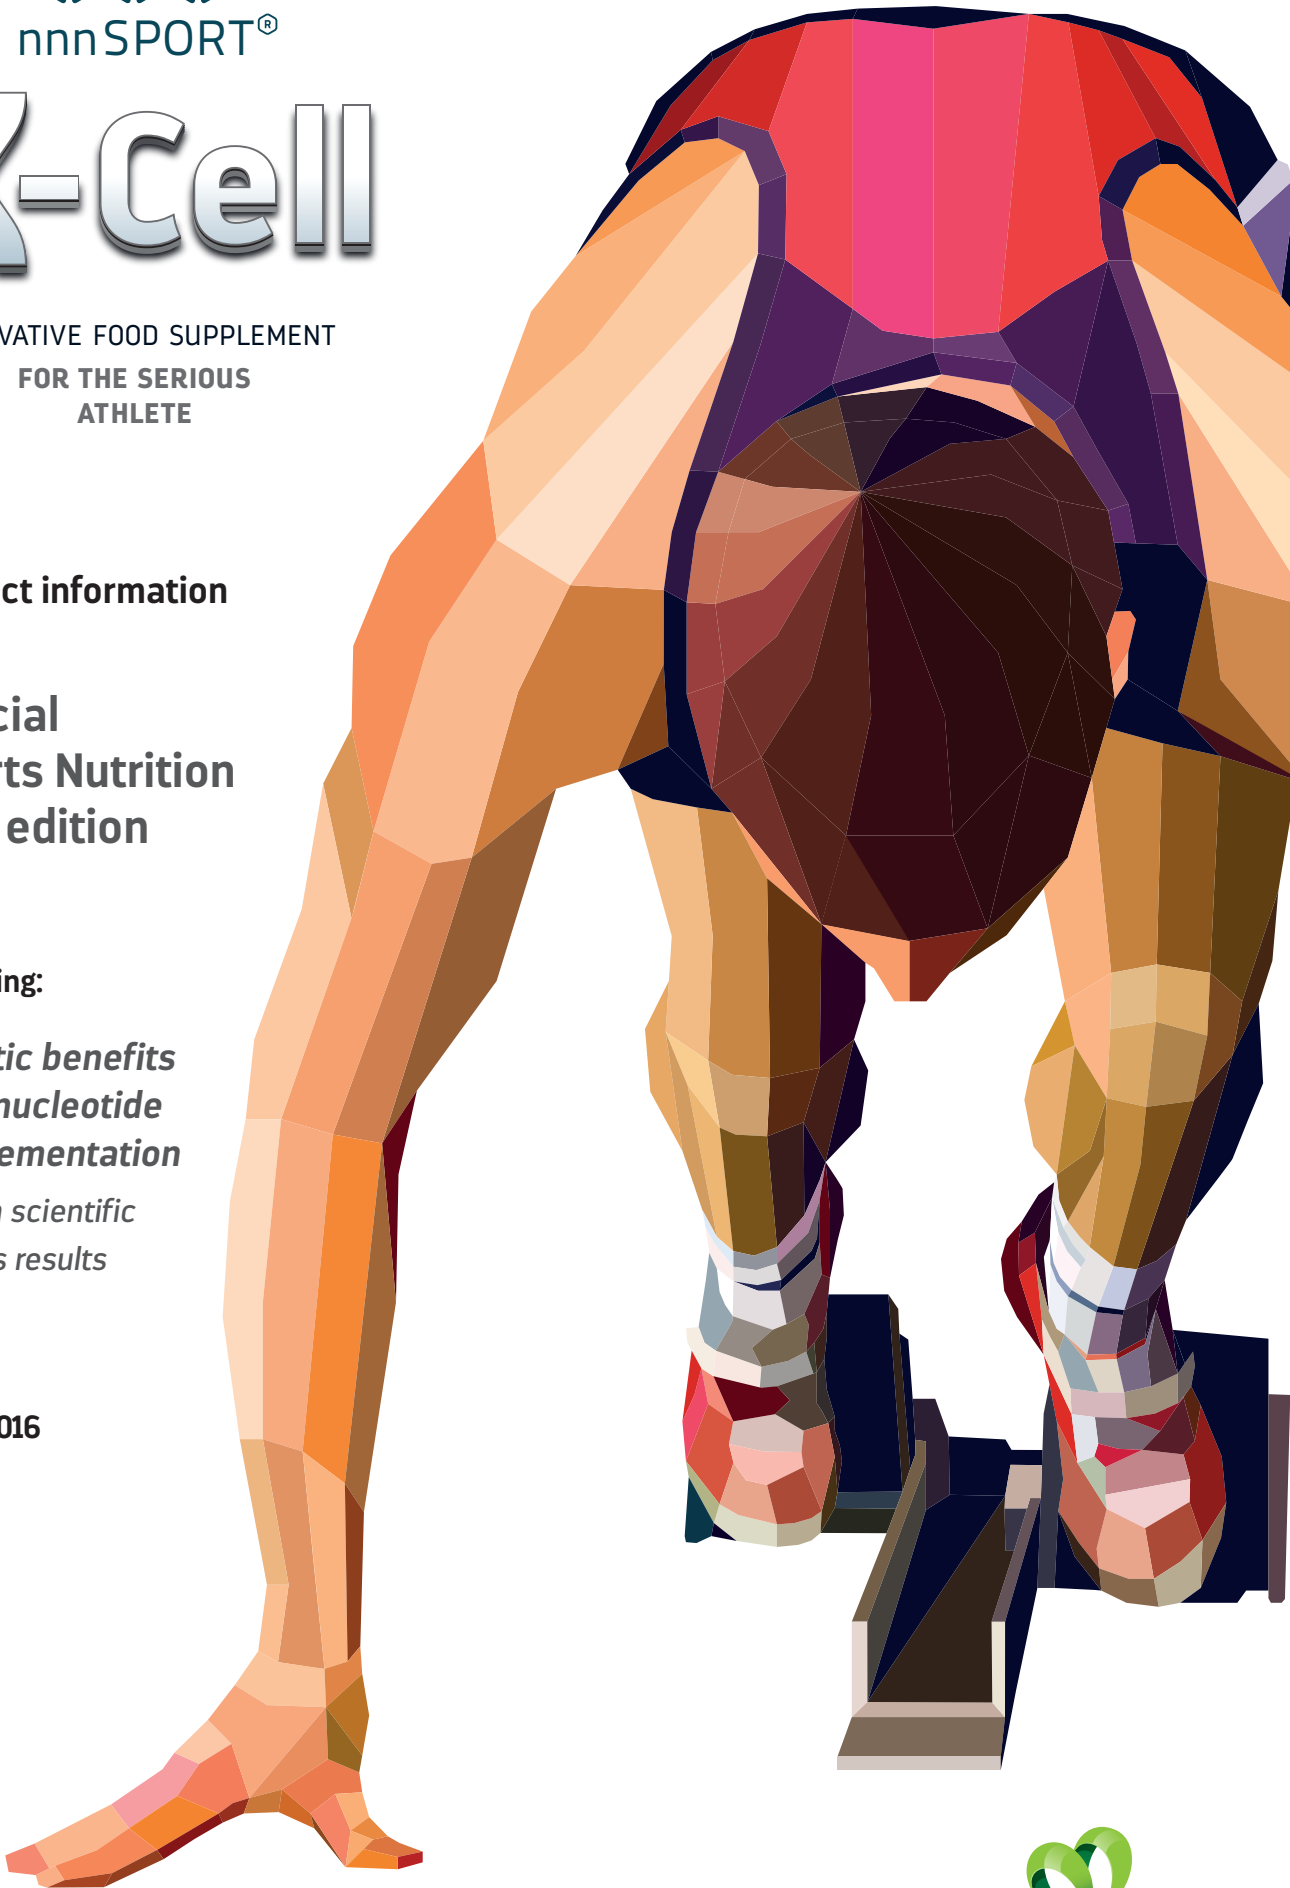 nnnSPORT®
X-Cell
VATIVE FOOD SUPPLEMENT
FOR THE SERIOUS
ATHLETE
ct information
cial
rts Nutrition
edition
ing:
tic benefits
nucleotide
ementation
scientific
s results
016